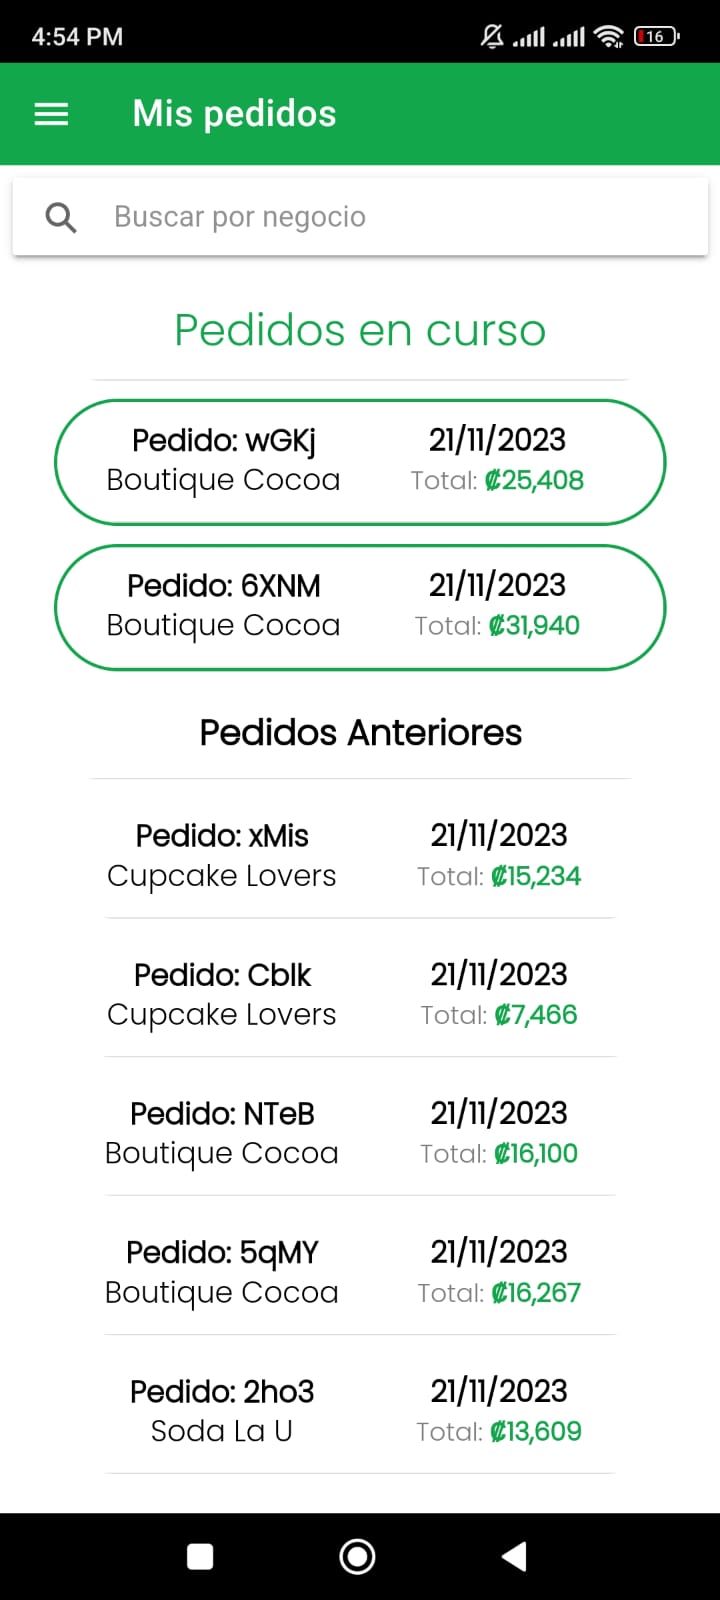 4:54 PM
16
Mis pedidos
Buscar por negocio
Pedidos en curso
Pedido: wGKj 21/11/2023
Boutique Cocoa Total: ₡25,408
Pedido: 6XNM 21/11/2023
Boutique Cocoa Total: ₡31,940
Pedidos Anteriores
Pedido: xMis 21/11/2023
Cupcake Lovers Total: ₡15,234
Pedido: Cblk 21/11/2023
Cupcake Lovers Total: ₡7,466
Pedido: NTeB 21/11/2023
Boutique Cocoa Total: ₡16,100
Pedido: 5qMY 21/11/2023
Boutique Cocoa Total: ₡16,267
Pedido: 2ho3 21/11/2023
Soda La U Total: ₡13,609